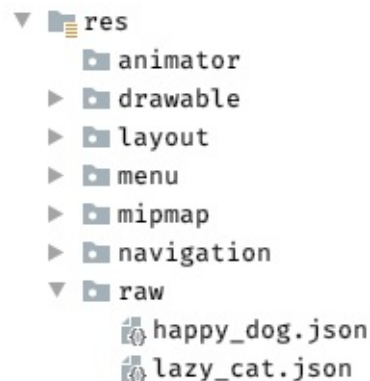 res
animator
drawable
layout
menu
mipmap
navigation
raw
happy_dog.json
lazy_cat.json